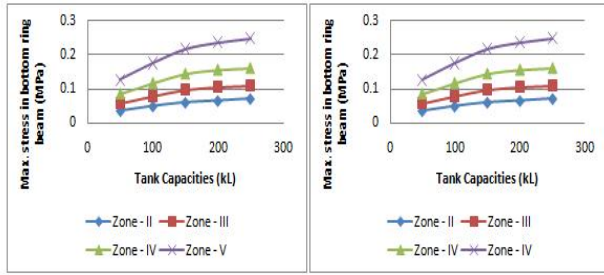 Max. stress in bottom ring
beam (MPa)
0.3
0.2
0.1
0
0
100
200
300
Tank Capacities (kL)
Zone - II
Zone - III
Zone - IV
Zone - V
Max. stress in bottom ring
beam (MPa)
0.3
0.2
0.1
0
0
100
200
300
Tank Capacities (kL)
Zone - II
Zone - III
Zone - IV
Zone - IV